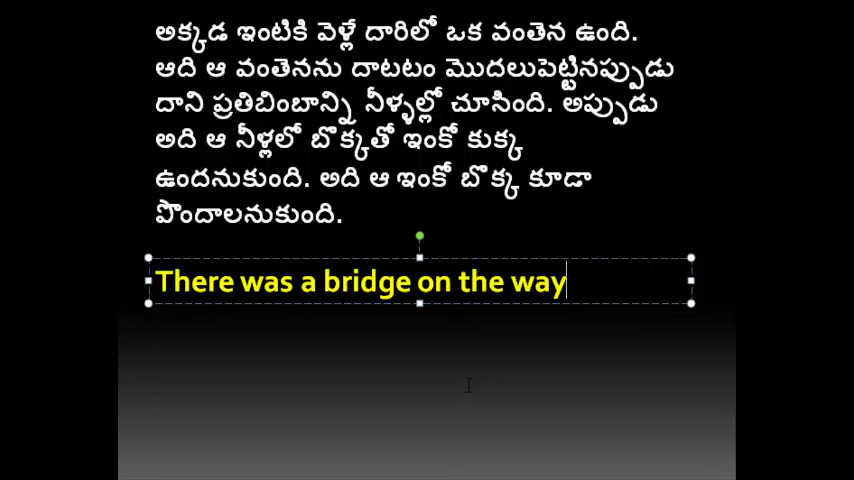 అక్కడ ఇంటికి వెళ్లే దారిలో ఒక వంతెన ఉంది.
ఆది ఆ వంతెనను దాటటం మొదలుపెట్టినప్పుడు
దాని ప్రతిబింబాన్ని నీళ్ళల్లో చూసింది. అప్పుడు
అది ఆ నీళ్లలో బొక్కతో ఇంకో కుక్క
ఉందనుకుంది. అది ఆ ఇంకో బొక్క కూడా
పొందాలనుకుంది.
There was a bridge on the way